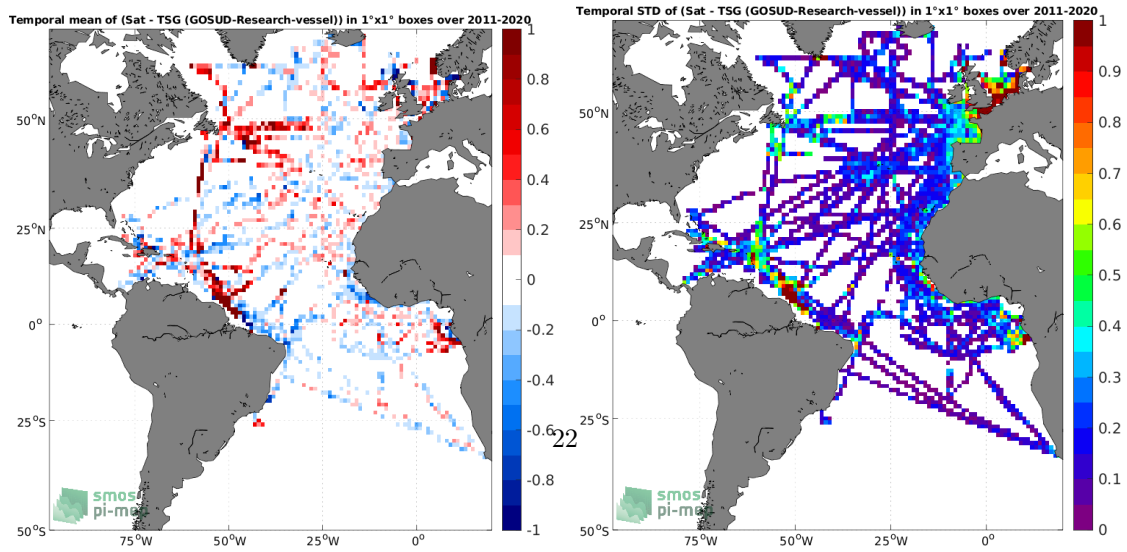 Temporal mean of (Sat - TSG (GOSUD-Research-vessel)) in 1°x1° boxes over 2011-2020
50°N
25°N
0°
25°S
50°S
75°W
50°W
25°W
0°
1
0.8
0.6
0.4
0.2
0
-0.2
-0.4
-0.6
-0.8
-1
smos
pi-mep
22
Temporal STD of (Sat - TSG (GOSUD-Research-vessel)) in 1°x1° boxes over 2011-2020
50°N
25°N
0°
25°S
50°S
75°W
50°W
25°W
0°
1
0.9
0.8
0.7
0.6
0.5
0.4
0.3
0.2
0.1
0
smos
pi-mep